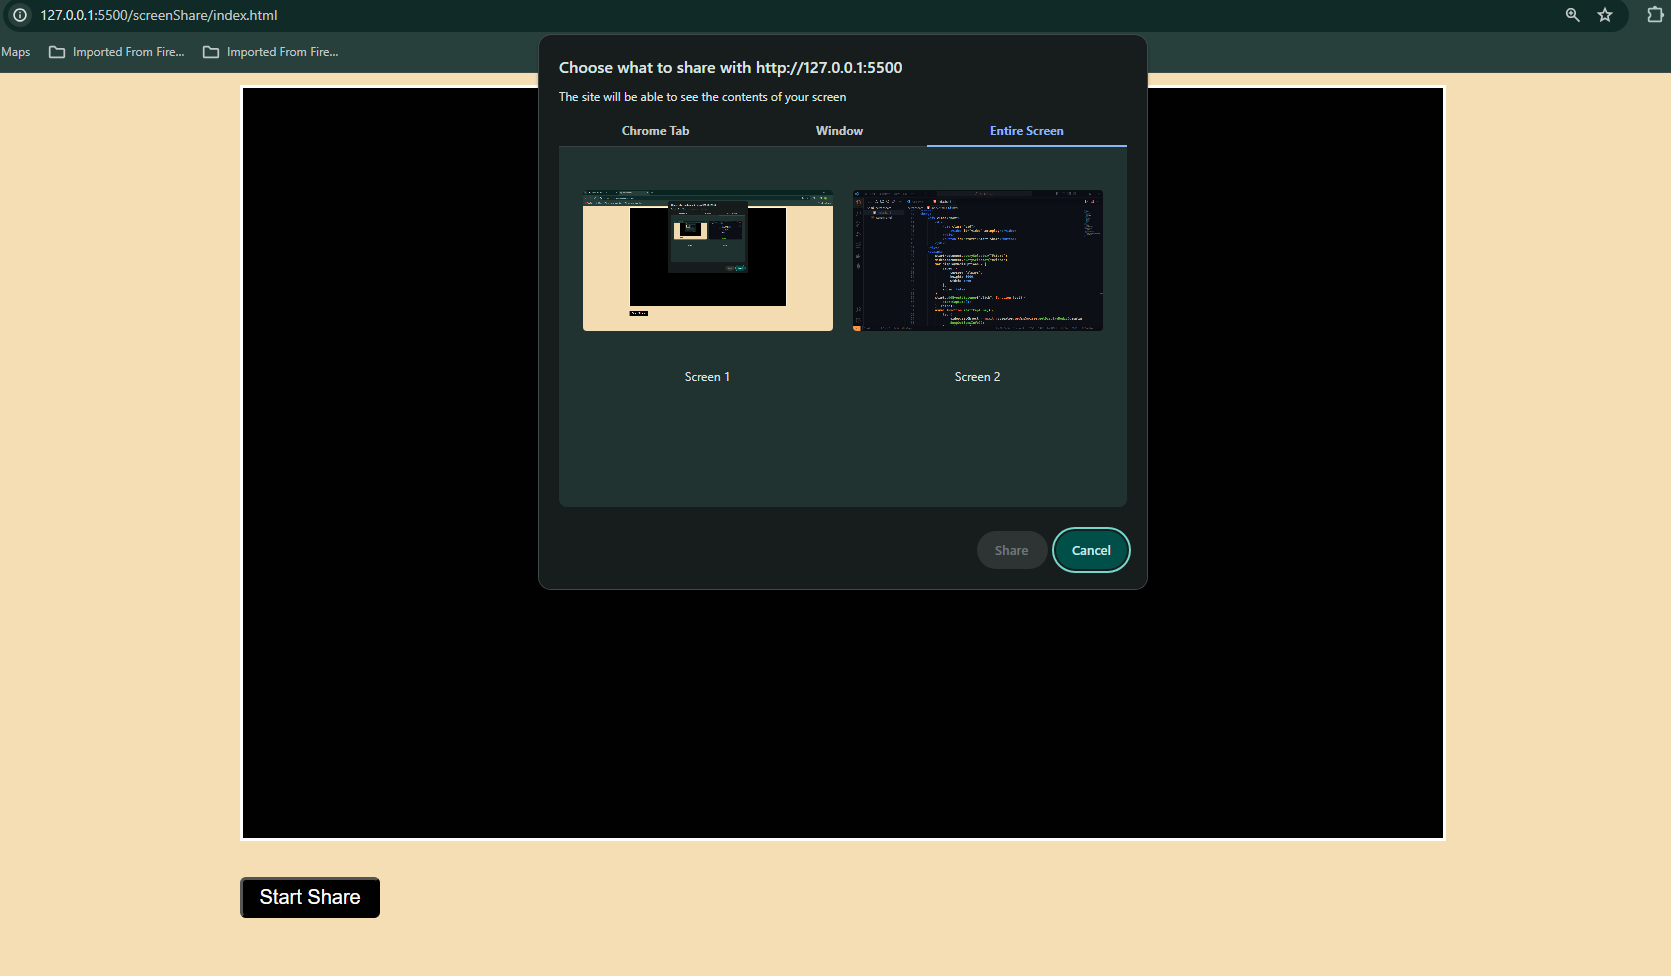 127.0.0.1:5500/screenShare/index.html
Maps
Imported From Fire...
Imported From Fire...
Choose what to share with http://127.0.0.1:5500
The site will be able to see the contents of your screen
Chrome Tab
Window
Entire Screen
Screen 1
Screen 2
Share
Cancel
Start Share